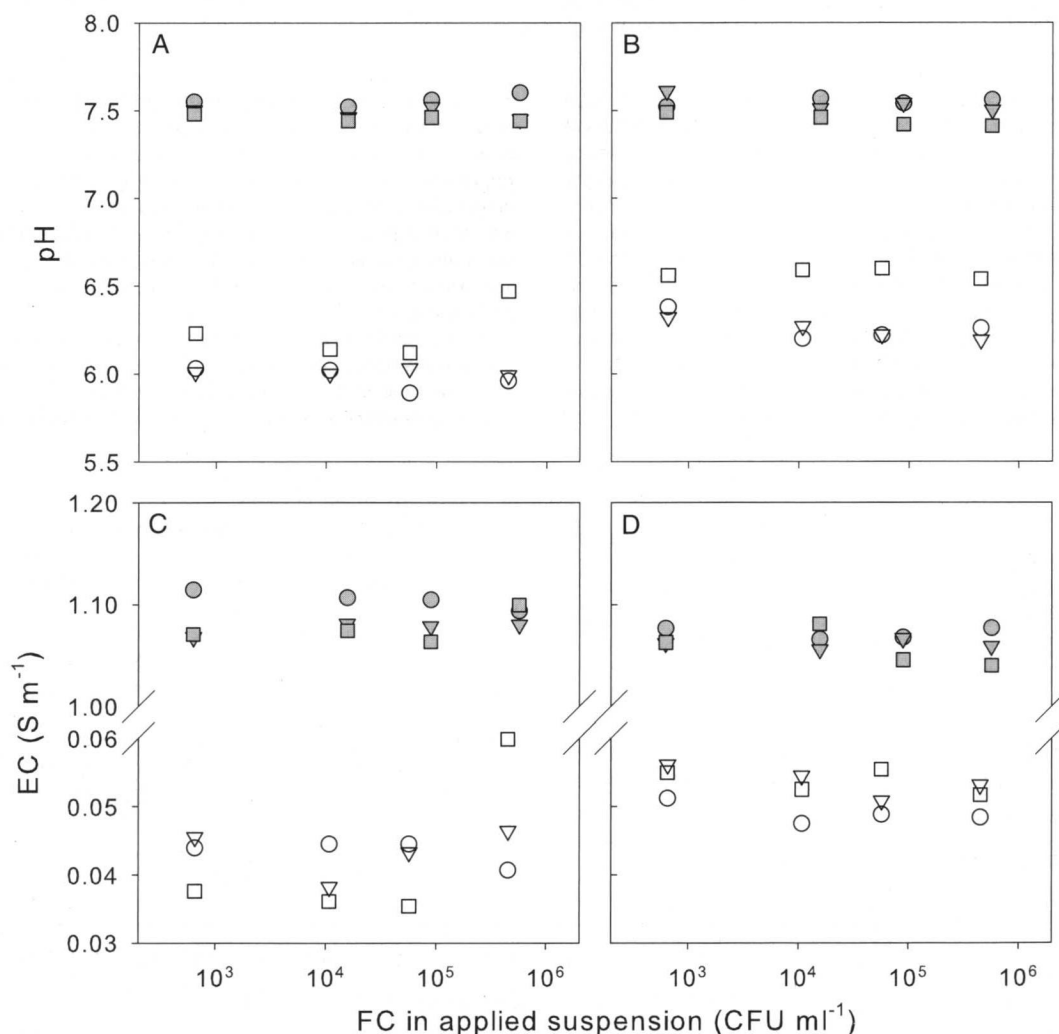 A
B
8.0
7.5
7.0
6.5
6.0
5.5
pH
C
D
1.20
1.10
1.00
0.06
0.05
0.04
0.03
EC (S m⁻¹)
10³ 10⁴ 10⁵ 10⁶
10³ 10⁴ 10⁵ 10⁶
FC in applied suspension (CFU ml⁻¹)